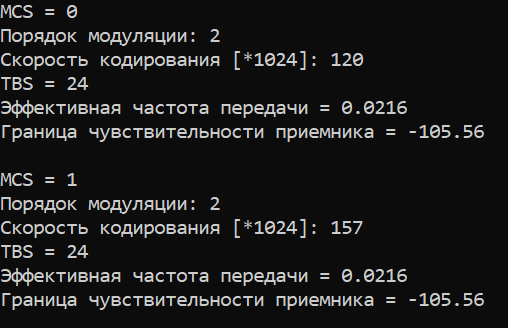 MCS = 0
Порядок модуляции: 2
Скорость кодирования [*1024]: 120
TBS = 24
Эффективная частота передачи = 0.0216
Граница чувствительности приемника = -105.56
MCS = 1
Порядок модуляции: 2
Скорость кодирования [*1024]: 157
TBS = 24
Эффективная частота передачи = 0.0216
Граница чувствительности приемника = -105.56